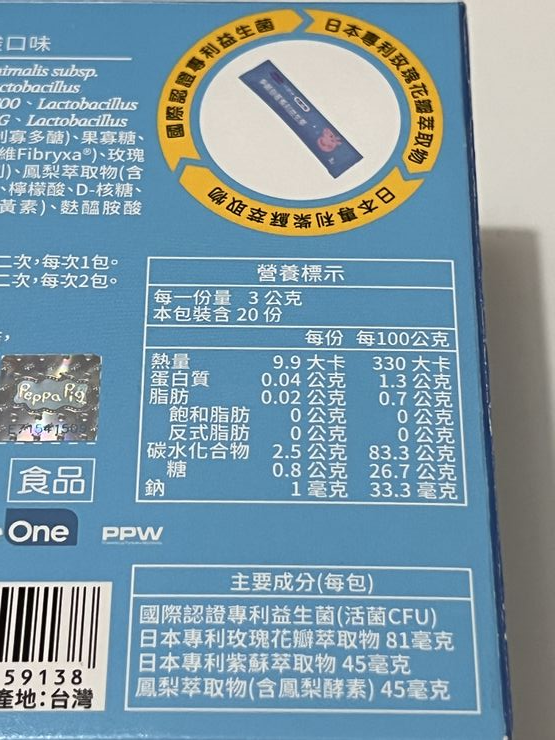 口味
nimalis subsp.
ctobacillus
00、Lactobacillus
G、Lactobacillus
寡多醣)、果寡糖、
維Fibryxa®)、玫瑰
)、鳳梨萃取物(含
、檸檬酸、D-核糖、
黃素)、麩醯胺酸
國際認證專利益生菌
日本專利玫瑰花瓣萃取物
日本專利紫蘇萃取物
二次,每次1包。
二次,每次2包。
營養標示
每一份量 3公克
本包裝含20份
每份 每100公克
熱量 9.9大卡 330大卡
蛋白質 0.04公克 1.3公克
脂肪 0.02公克 0.7公克
飽和脂肪 0公克 0公克
反式脂肪 0公克 0公克
碳水化合物 2.5公克 83.3公克
糖 0.8公克 26.7公克
鈉 1毫克 33.3毫克
Peppa Pig
食品
One
PPW
59138
產地:台灣
主要成分(每包)
國際認證專利益生菌(活菌CFU)
日本專利玫瑰花瓣萃取物 81毫克
日本專利紫蘇萃取物 45毫克
鳳梨萃取物(含鳳梨酵素) 45毫克